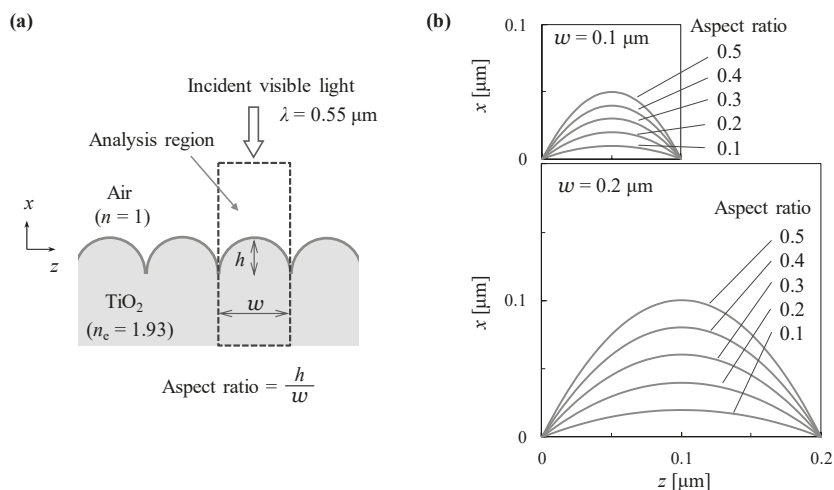 (a)
Incident visible light
λ = 0.55 μm
Analysis region
Air
(n = 1)
x
z
h
w
TiO₂
(nₑ = 1.93)
Aspect ratio = h/w
(b)
0.1
w = 0.1 μm
Aspect ratio
0.5
0.4
0.3
0.2
0.1
x [μm]
0
w = 0.2 μm
Aspect ratio
0.5
0.4
0.3
0.2
0.1
0.1
x [μm]
0
0
0.1
0.2
z [μm]